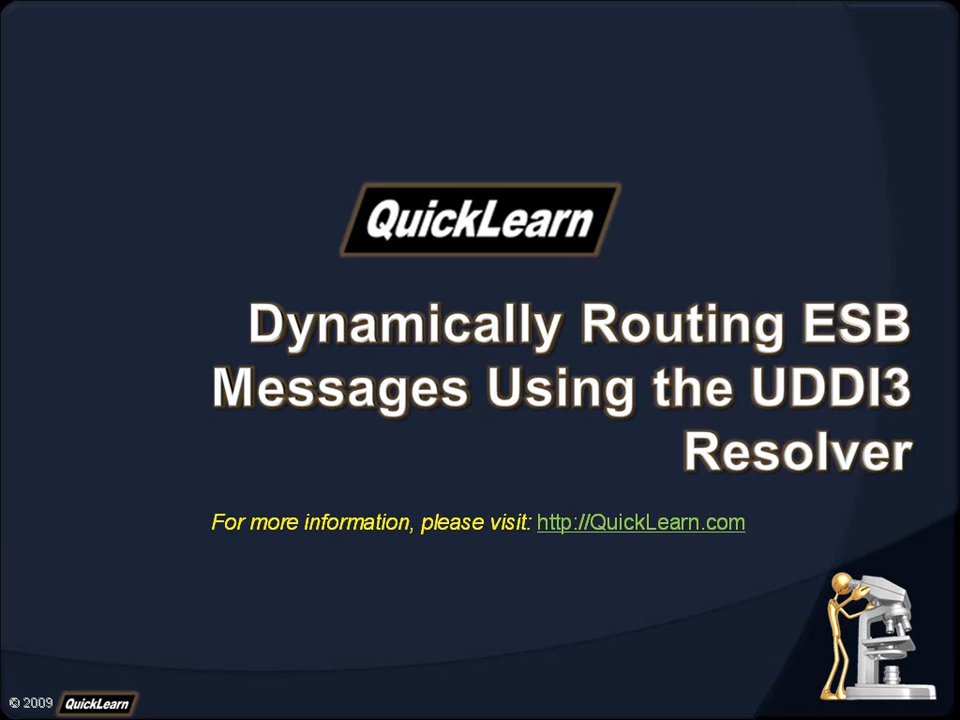 QuickLearn
Dynamically Routing ESB
Messages Using the UDDI3
Resolver
For more information, please visit: http://QuickLearn.com
© 2009 QuickLearn